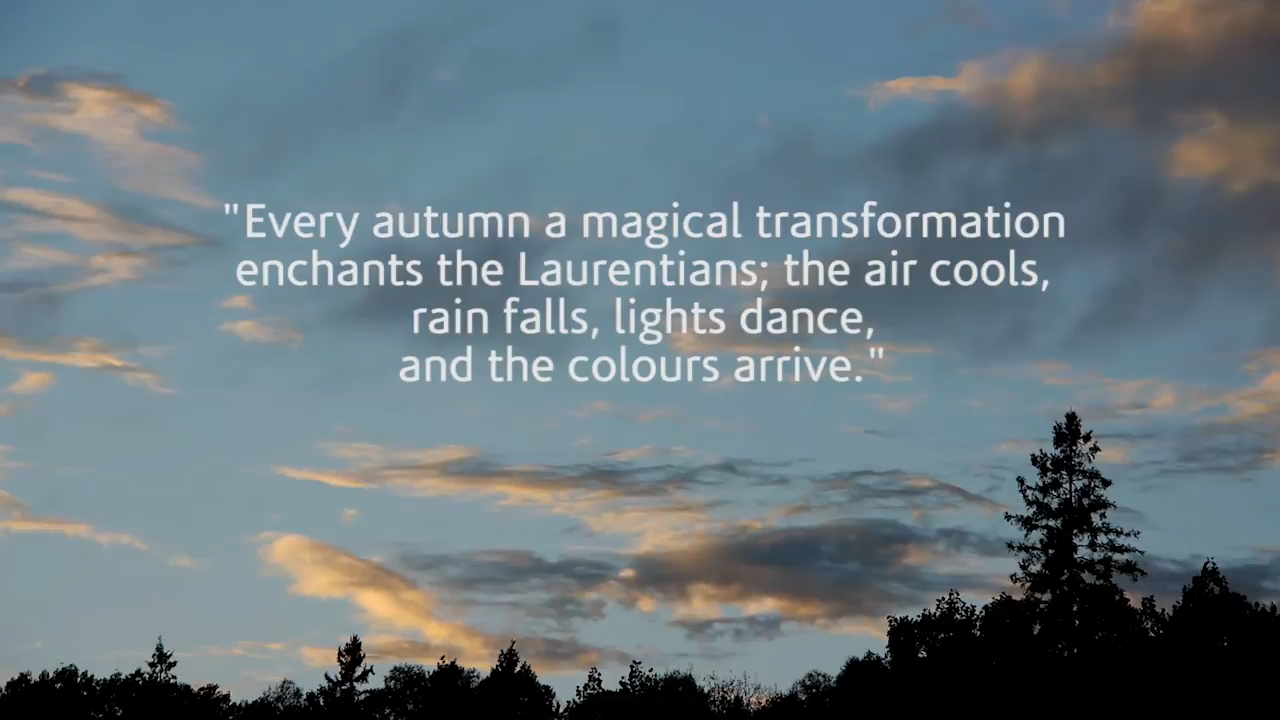 "Every autumn a magical transformation
enchants the Laurentians; the air cools,
rain falls, lights dance,
and the colours arrive."